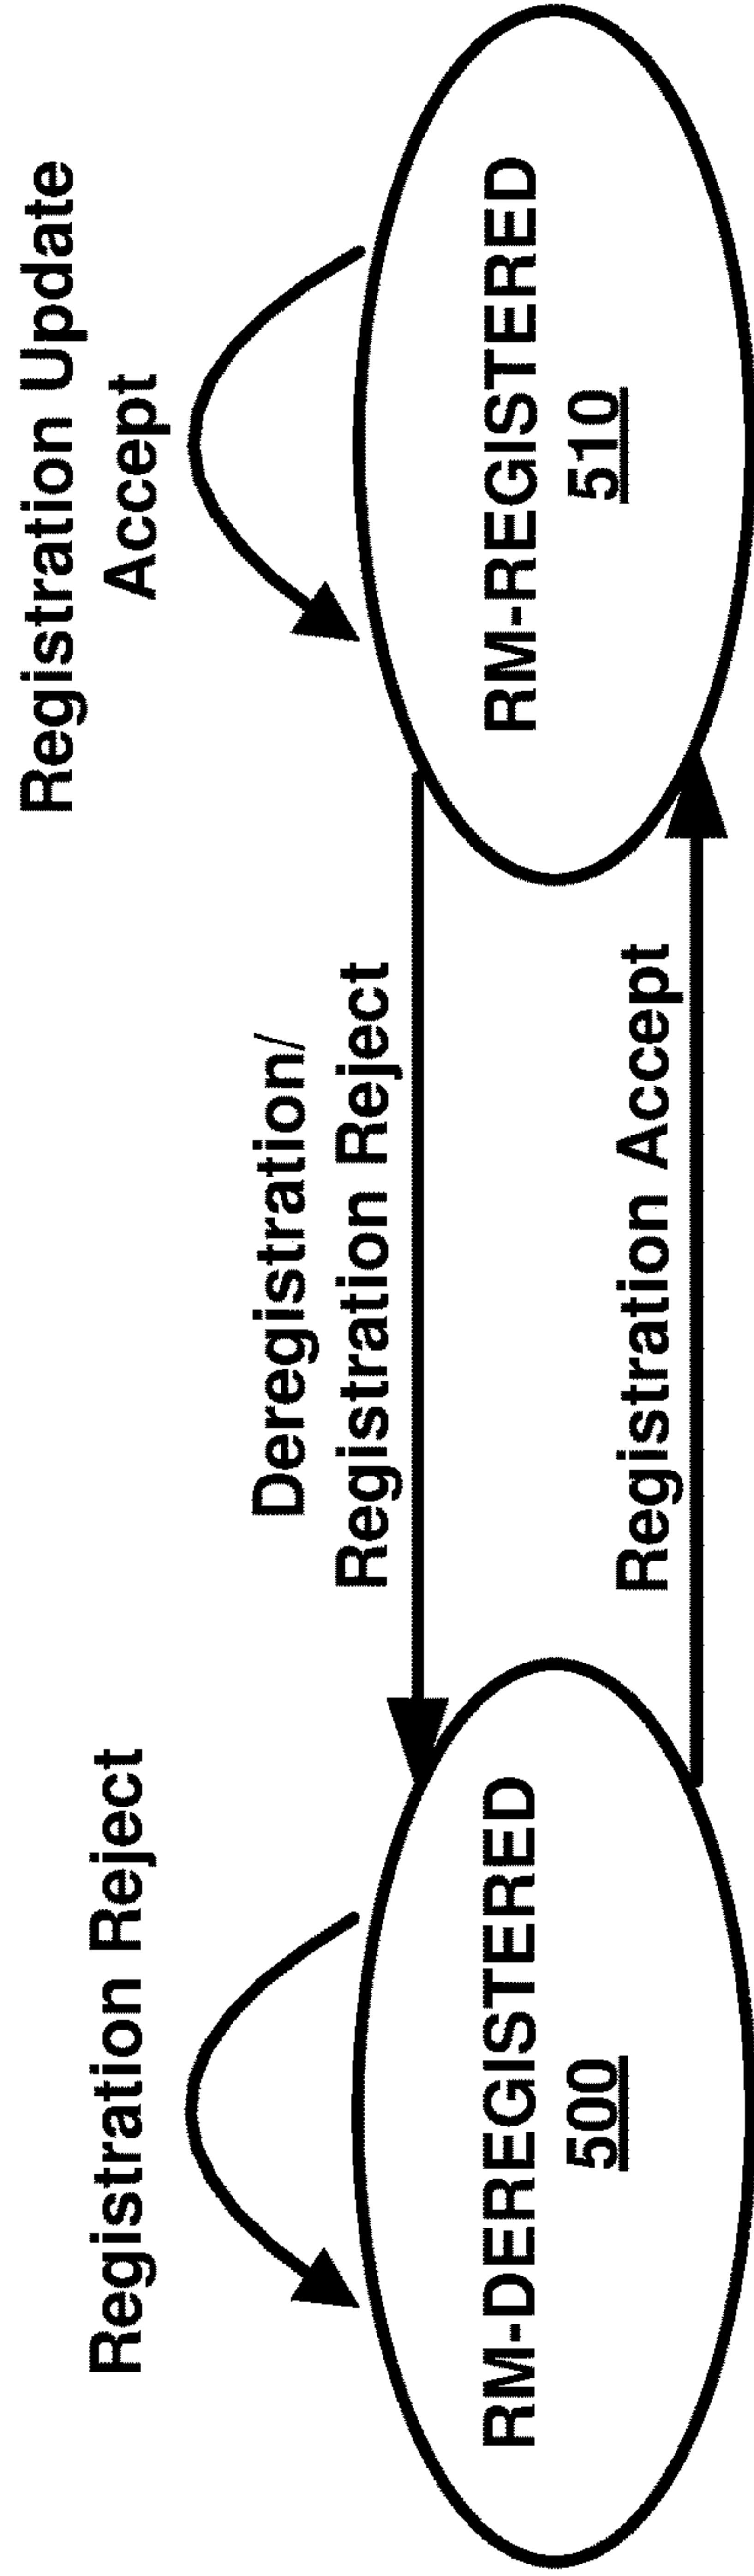 Registration Reject
RM-DEREGISTERED
500
Deregistration/
Registration Reject
Registration Accept
Registration Update
Accept
RM-REGISTERED
510